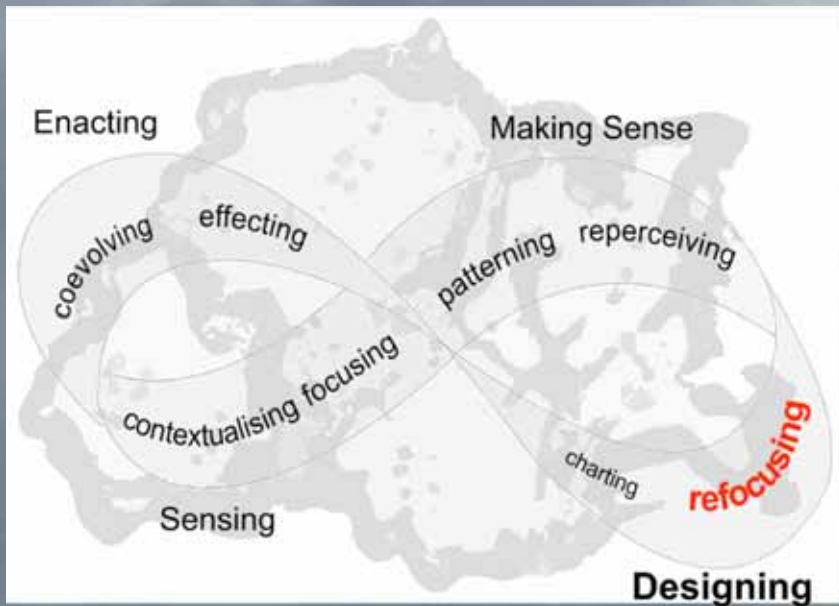 Enacting
Making Sense
coevolving
effecting
patterning
reperceiving
contextualising
focusing
charting
refocusing
Sensing
Designing